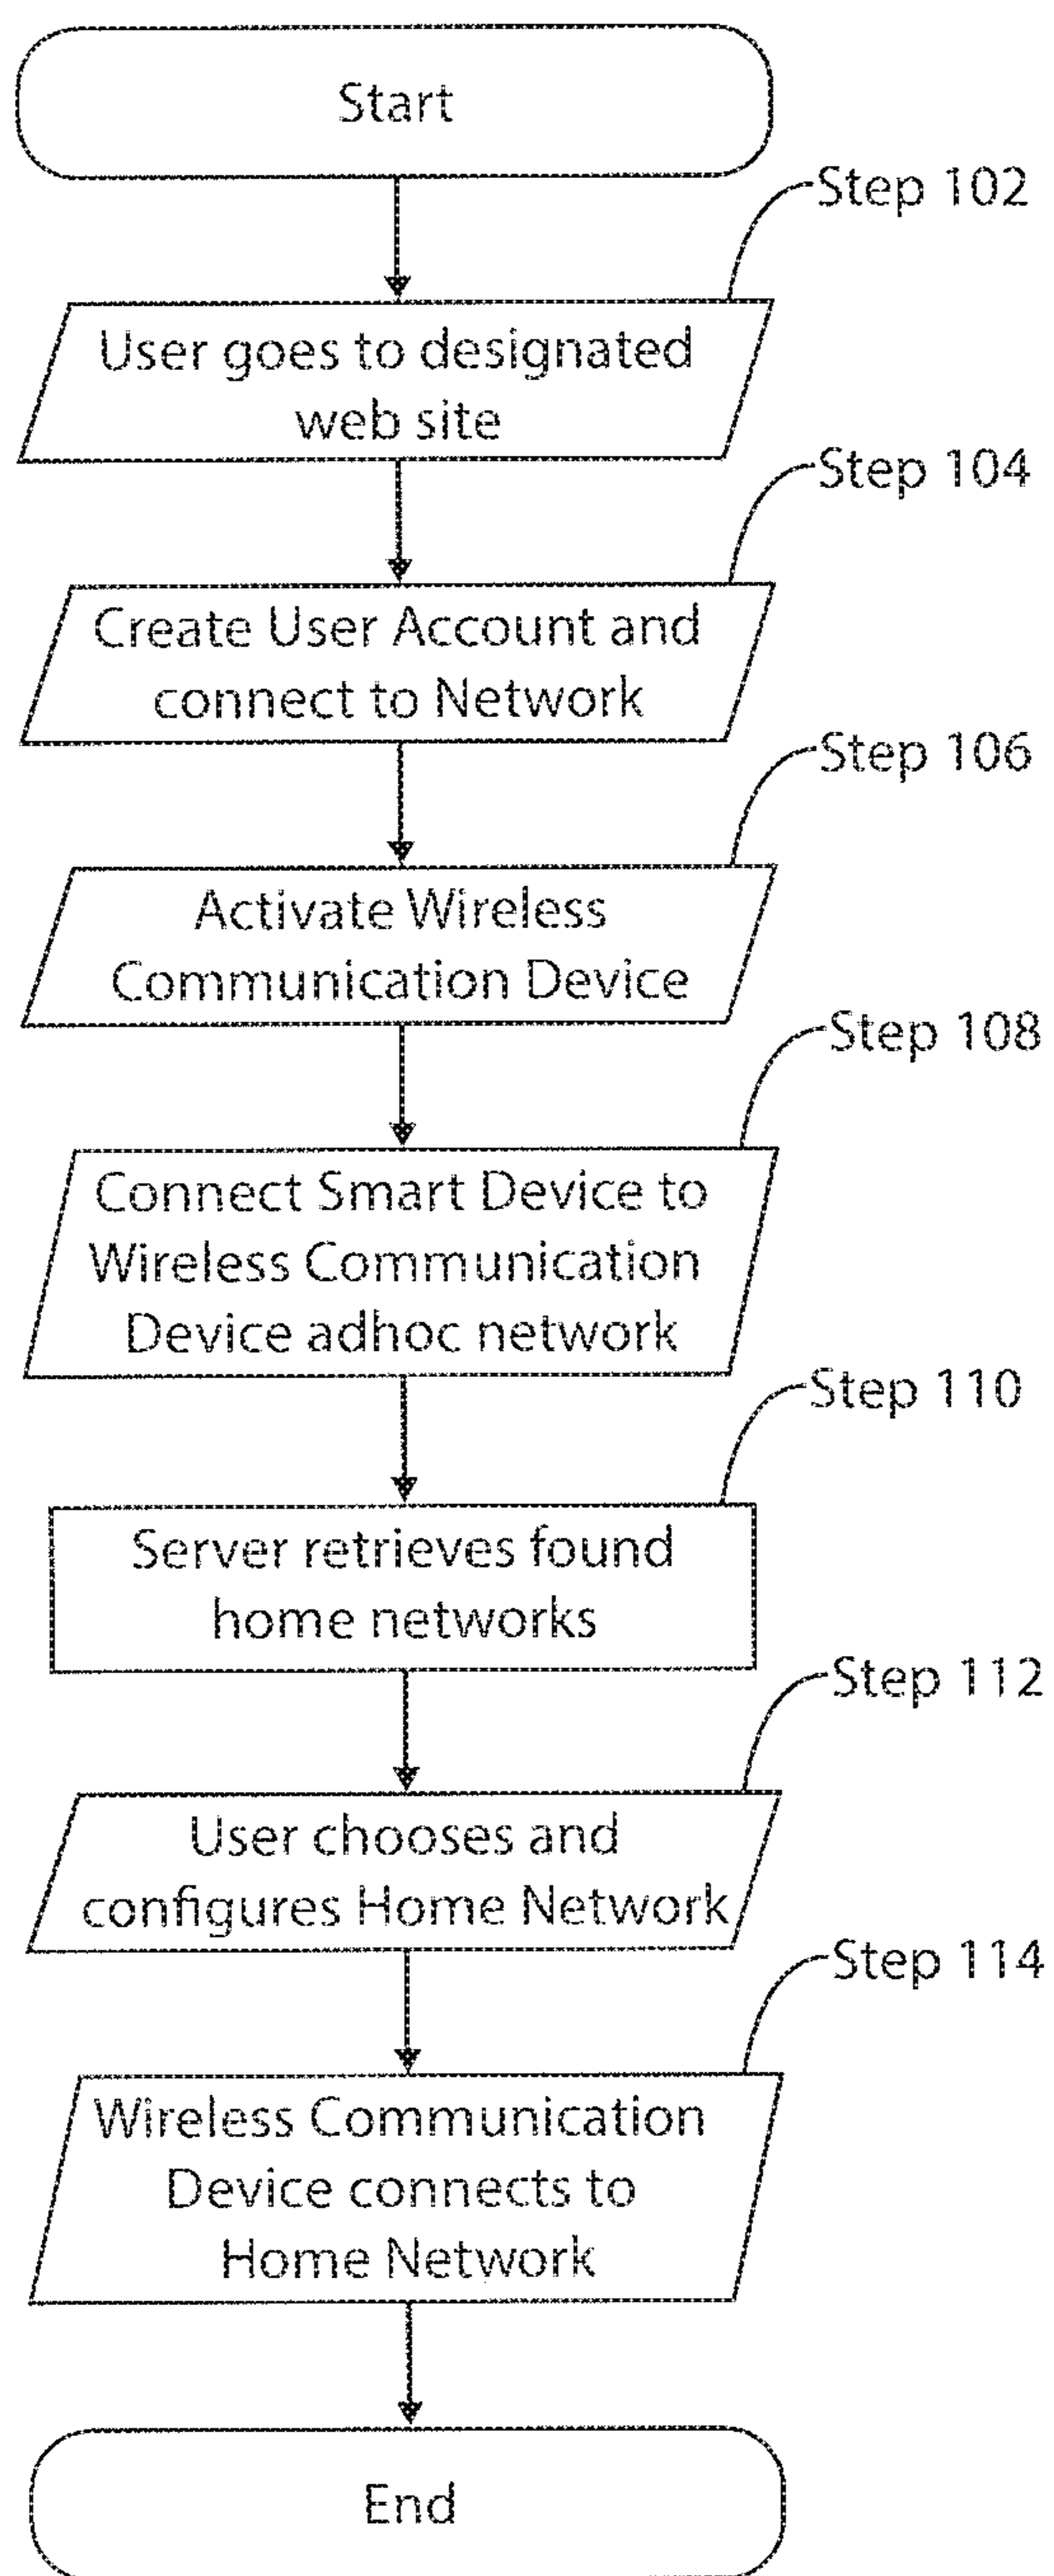 Start
Step 102
User goes to designated
web site
Step 104
Create User Account and
connect to Network
Step 106
Activate Wireless
Communication Device
Step 108
Connect Smart Device to
Wireless Communication
Device adhoc network
Step 110
Server retrieves found
home networks
Step 112
User chooses and
configures Home Network
Step 114
Wireless Communication
Device connects to
Home Network
End